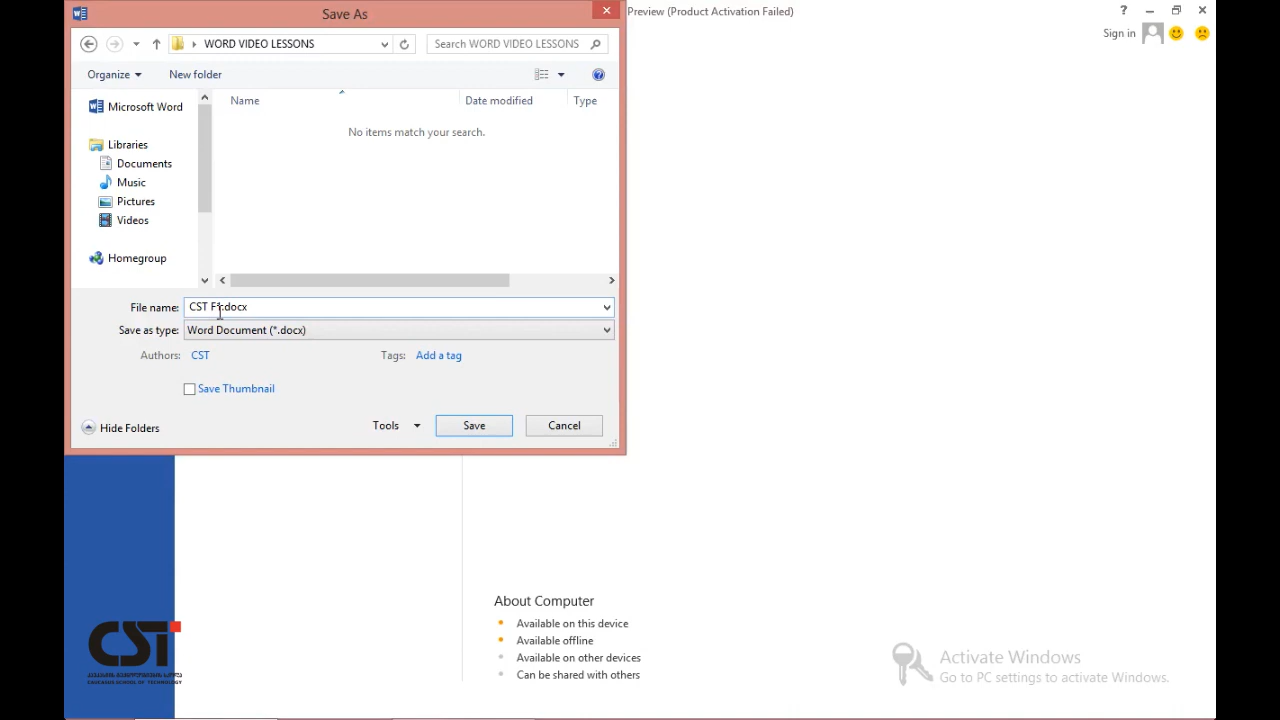 Save As
Preview (Product Activation Failed)
Sign in
WORD VIDEO LESSONS
Search WORD VIDEO LESSONS
Organize
New folder
Name
Date modified
Type
Microsoft Word
No items match your search.
Libraries
Documents
Music
Pictures
Videos
Homegroup
File name:
Save as type: Word Document (*.docx)
Authors: CST
Tags: Add a tag
Save Thumbnail
Hide Folders
Tools
Save
Cancel
About Computer
Available on this device
Available offline
Available on other devices
Can be shared with others
CST
CAUCASUS SCHOOL OF TECHNOLOGY
Activate Windows
Go to PC settings to activate Windows.